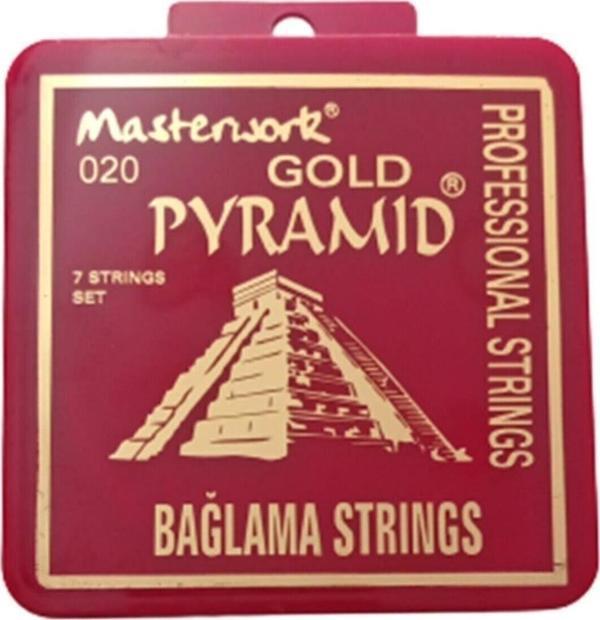 Masterwork®
020
GOLD
PYRAMID®
7 STRINGS
SET
PROFESSIONAL STRINGS
BAĞLAMA STRINGS